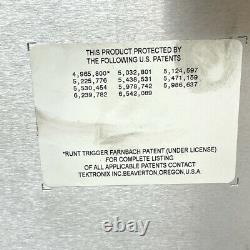 THIS PRODUCT PROTECTED BY
THE FOLLOWING U.S. PATENTS
4,965,800* 5,032,801 5,124,597
5,225,776 5,438,531 5,471,159
5,530,454 5,978,742 5,986,637
6,239,782 6,542,089
*RUNT TRIGGER FARNBACH PATENT (UNDER LICENSE)
FOR COMPLETE LISTING
OF ALL APPLICABLE PATENTS CONTACT
TEKTRONIX INC.BEAVERTON, OREGON, U.S.A.
© thundertr